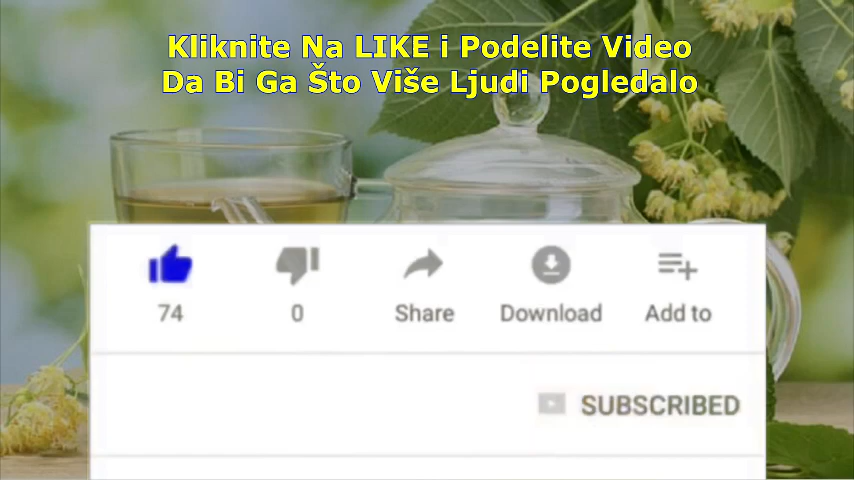 Kliknite Na LIKE i Podelite Video
Da Bi Ga Što Više Ljudi Pogledalo
74 0 Share Download Add to
SUBSCRIBED